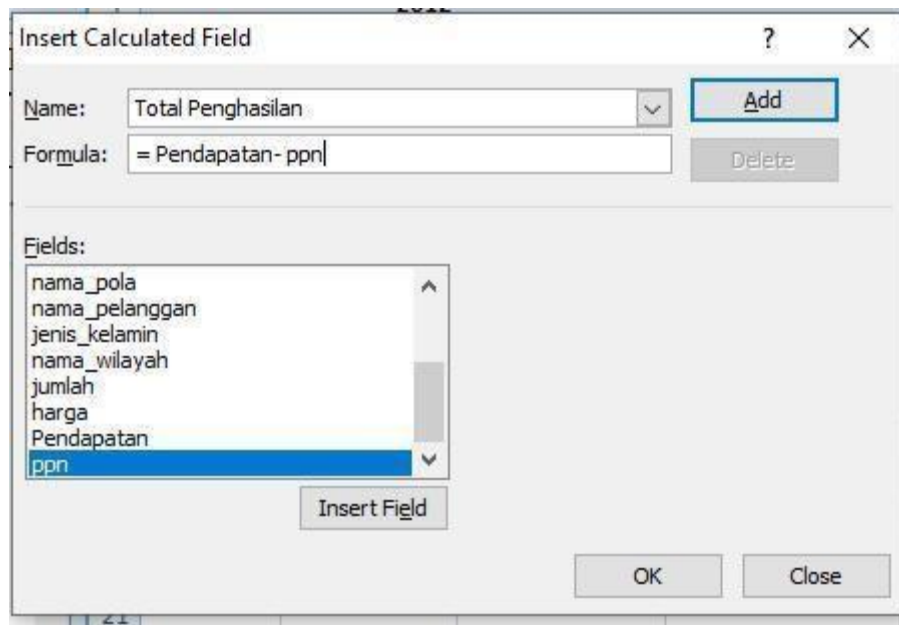 Insert Calculated Field ? ×
Name: Total Penghasilan Add
Formula: = Pendapatan- ppn Delete
Fields:
nama_pola
nama_pelanggan
jenis_kelamin
nama_wilayah
jumlah
harga
Pendapatan
ppn
Insert Field
OK Close
21